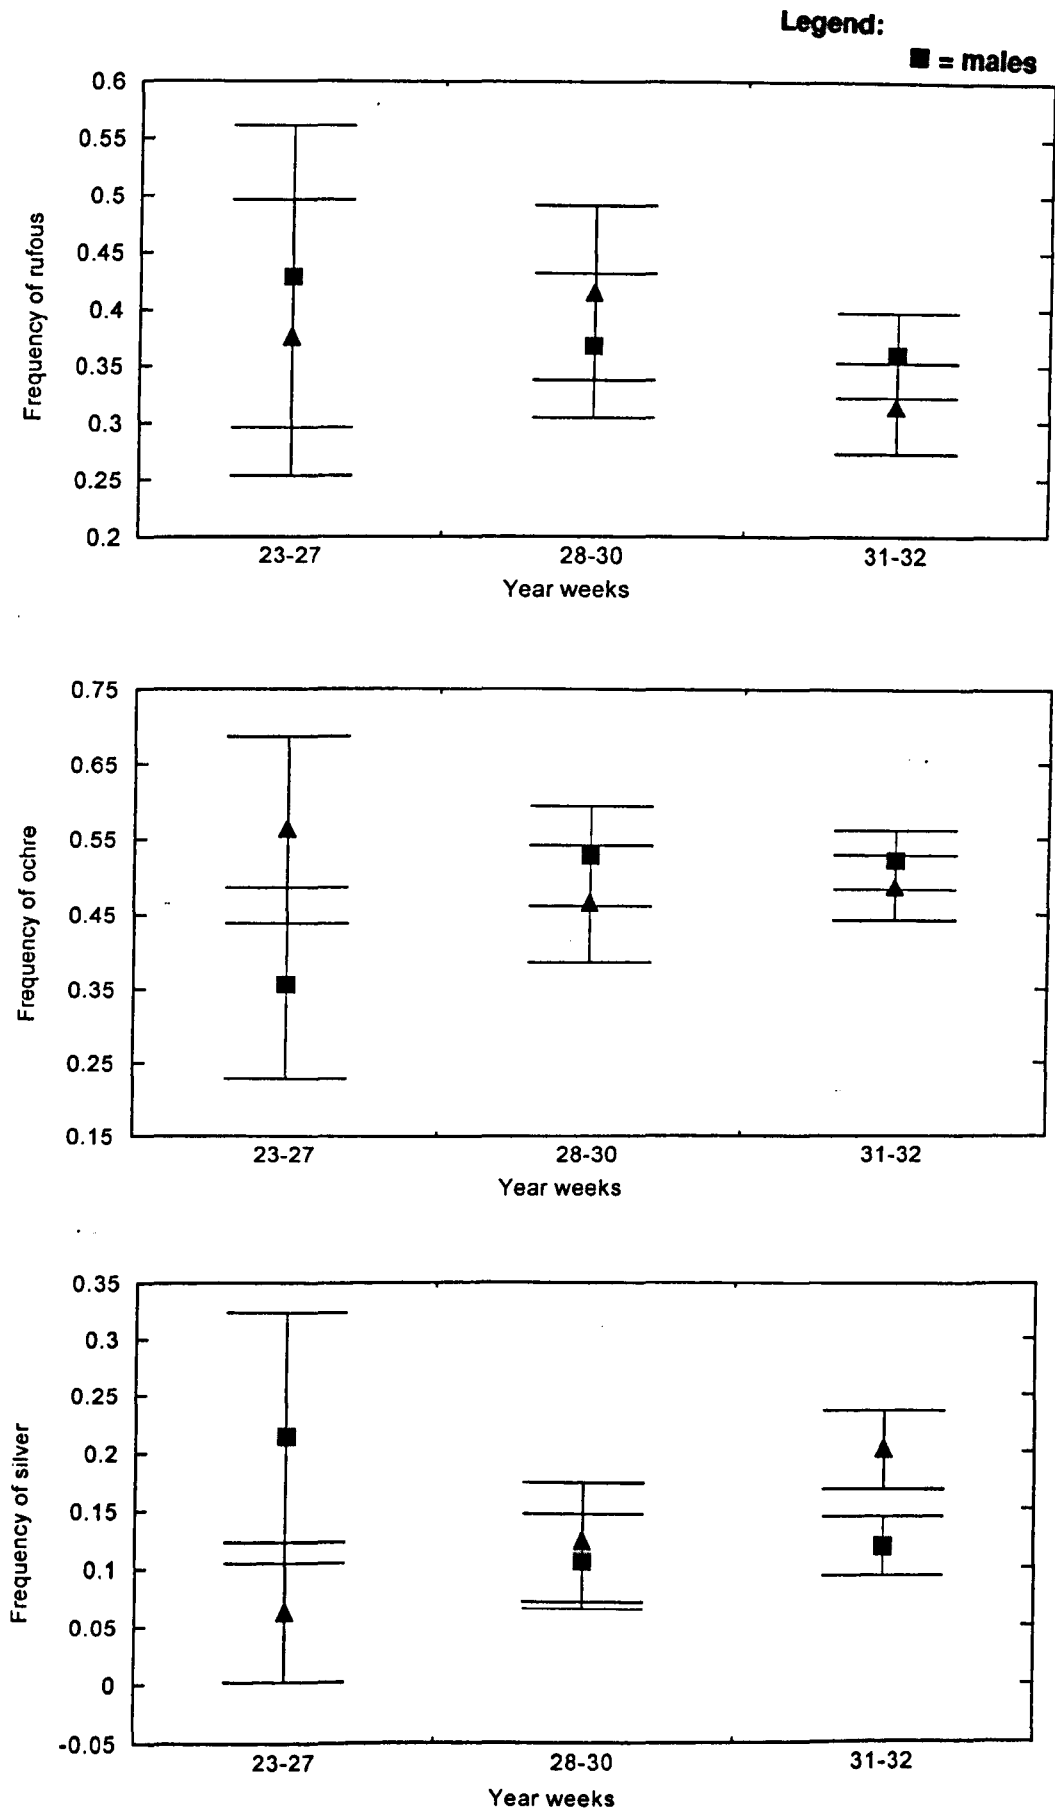 Legend:
■ = males
0.6
0.55
0.5
0.45
0.4
0.35
0.3
0.25
0.2
Frequency of rufous
23-27 28-30 31-32
Year weeks
0.75
0.65
0.55
0.45
0.35
0.25
0.15
Frequency of ochre
23-27 28-30 31-32
Year weeks
0.35
0.3
0.25
0.2
0.15
0.1
0.05
0
-0.05
Frequency of silver
23-27 28-30 31-32
Year weeks